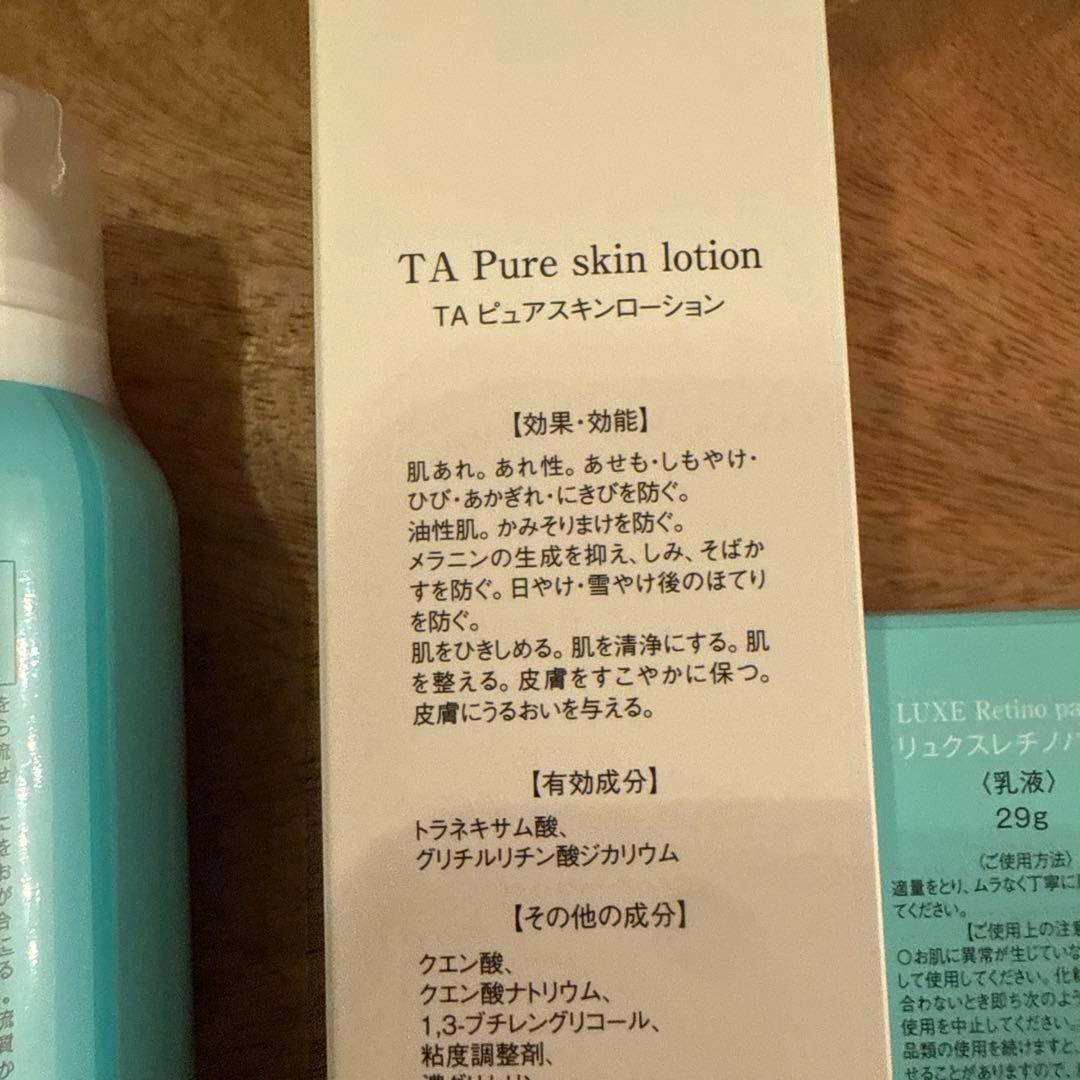 TA Pure skin lotion
TA ピュアスキンローション
【効果・効能】
肌あれ。あれ性。あせも・しもやけ・
ひび・あかぎれ・にきびを防ぐ。
油性肌。かみそりまけを防ぐ。
メラニンの生成を抑え、しみ、そばか
すを防ぐ。日やけ・雪やけ後のほてり
を防ぐ。
肌をひきしめる。肌を清浄にする。肌
を整える。皮膚をすこやかに保つ。
皮膚にうるおいを与える。
【有効成分】
トラネキサム酸、
グリチルリチン酸ジカリウム
【その他の成分】
クエン酸、
クエン酸ナトリウム、
1,3-ブチレングリコール、
粘度調整剤、
LUXE Retino pa
リュクスレチノパ
〈乳液〉
29g
〈ご使用方法〉
適量をとり、ムラなく丁寧に
てください。
【ご使用上の注意
○お肌に異常が生じていな
して使用してください。化粧
合わないとき即ち次のよう
使用を中止してください。
品類の使用を続けますと、
せることがありますので、